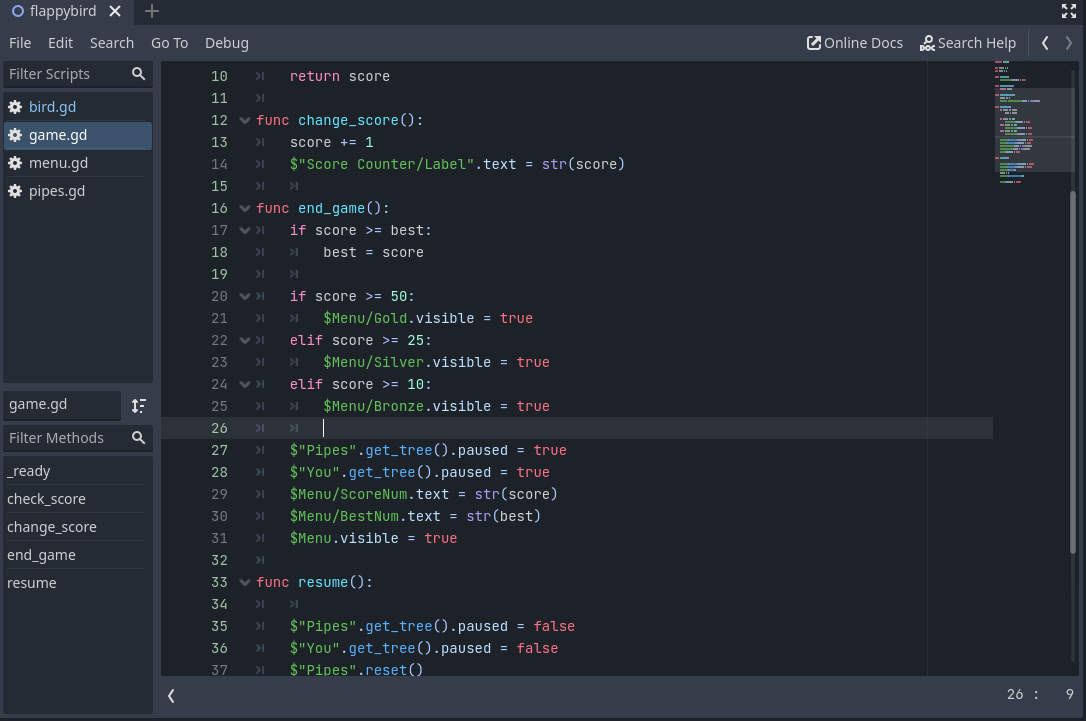 flappybird
File Edit Search Go To Debug Online Docs Search Help
Filter Scripts
bird.gd
game.gd
menu.gd
pipes.gd
game.gd
Filter Methods
_ready
check_score
change_score
end_game
resume
10 return score
11
12 func change_score():
13 score += 1
14 $"Score Counter/Label".text = str(score)
15
16 func end_game():
17 if score >= best:
18 best = score
19
20 if score >= 50:
21 $Menu/Gold.visible = true
22 elif score >= 25:
23 $Menu/Silver.visible = true
24 elif score >= 10:
25 $Menu/Bronze.visible = true
26
27 $"Pipes".get_tree().paused = true
28 $"You".get_tree().paused = true
29 $Menu/ScoreNum.text = str(score)
30 $Menu/BestNum.text = str(best)
31 $Menu.visible = true
32
33 func resume():
34
35 $"Pipes".get_tree().paused = false
36 $"You".get_tree().paused = false
37 $"Pipes".reset()
26 : 9